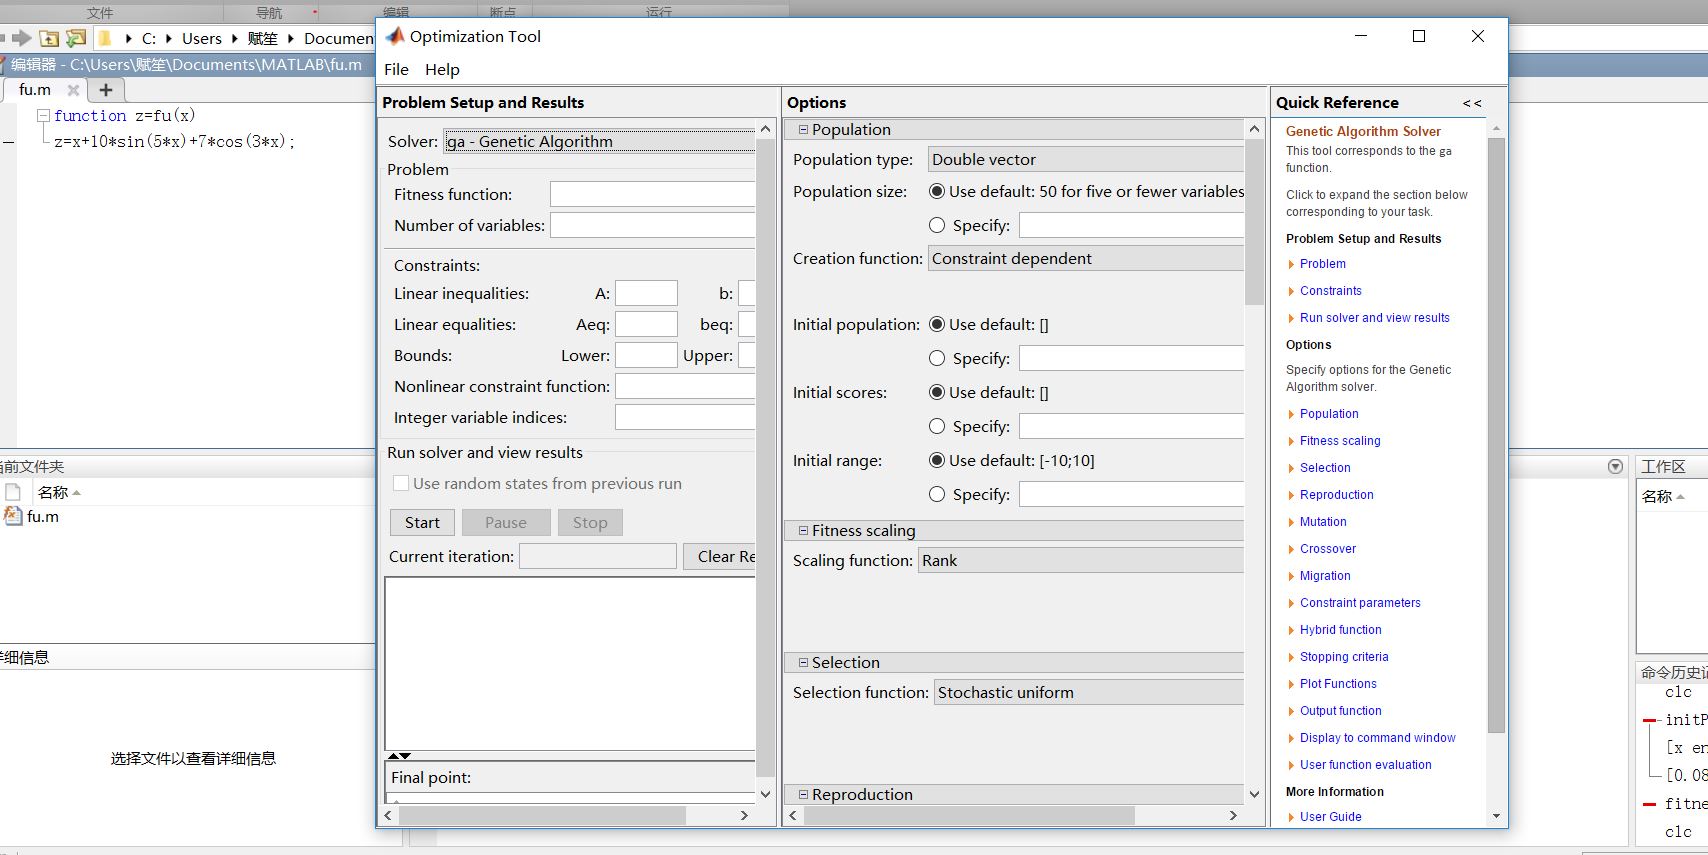 文件
导航
编辑
断点
运行
C: Users 赋笙
编辑器 - C:\Users\赋笙\Documents\MATLAB\fu.m
fu.m
function z=fu(x)
z=x+10*sin(5*x)+7*cos(3*x);
名称
fu.m
选择文件以查看详细信息
Optimization Tool
File Help
Problem Setup and Results
Solver: ga - Genetic Algorithm
Problem
Fitness function:
Number of variables:
Constraints:
Linear inequalities: A: b:
Linear equalities: Aeq: beq:
Bounds: Lower: Upper:
Nonlinear constraint function:
Integer variable indices:
Run solver and view results
Use random states from previous run
Start Pause Stop
Current iteration: Clear Re
Final point:
Options
Population
Population type: Double vector
Population size: Use default: 50 for five or fewer variables
Specify:
Creation function: Constraint dependent
Initial population: Use default: []
Specify:
Initial scores: Use default: []
Specify:
Initial range: Use default: [-10;10]
Specify:
Fitness scaling
Scaling function: Rank
Selection
Selection function: Stochastic uniform
Reproduction
Quick Reference <<
Genetic Algorithm Solver
This tool corresponds to the ga
function.
Click to expand the section below
corresponding to your task.
Problem Setup and Results
Problem
Constraints
Run solver and view results
Options
Specify options for the Genetic
Algorithm solver.
Population
Fitness scaling
Selection
Reproduction
Mutation
Crossover
Migration
Constraint parameters
Hybrid function
Stopping criteria
Plot Functions
Output function
Display to command window
User function evaluation
More Information
User Guide
工作区
名称
命令历史记
clc
initP
[x en
[0.08
fitne
clc